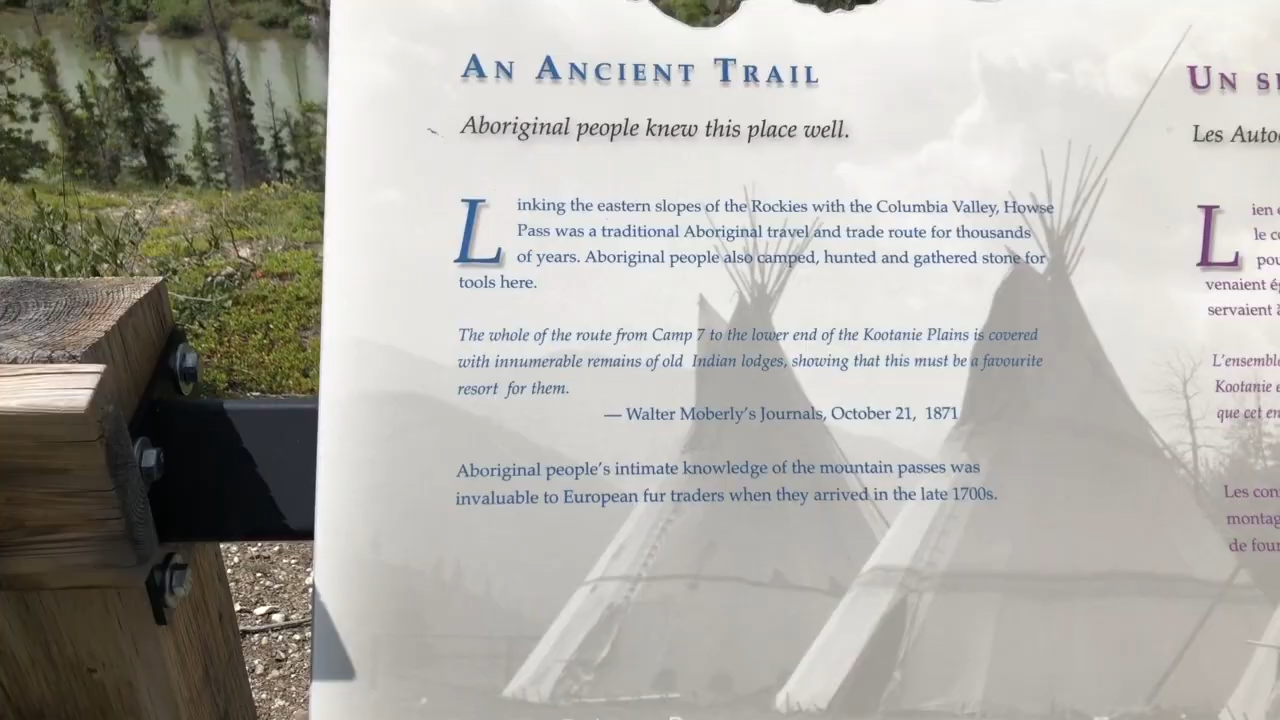 AN ANCIENT TRAIL
Aboriginal people knew this place well.
Linking the eastern slopes of the Rockies with the Columbia Valley, Howse
Pass was a traditional Aboriginal travel and trade route for thousands
of years. Aboriginal people also camped, hunted and gathered stone for
tools here.
The whole of the route from Camp 7 to the lower end of the Kootanie Plains is covered
with innumerable remains of old Indian lodges, showing that this must be a favourite
resort for them.
— Walter Moberly's Journals, October 21, 1871
Aboriginal people's intimate knowledge of the mountain passes was
invaluable to European fur traders when they arrived in the late 1700s.
UN
Les
Lien
le
venaient
servaient
L'ensemble
Kootanie
que cet
Les
de